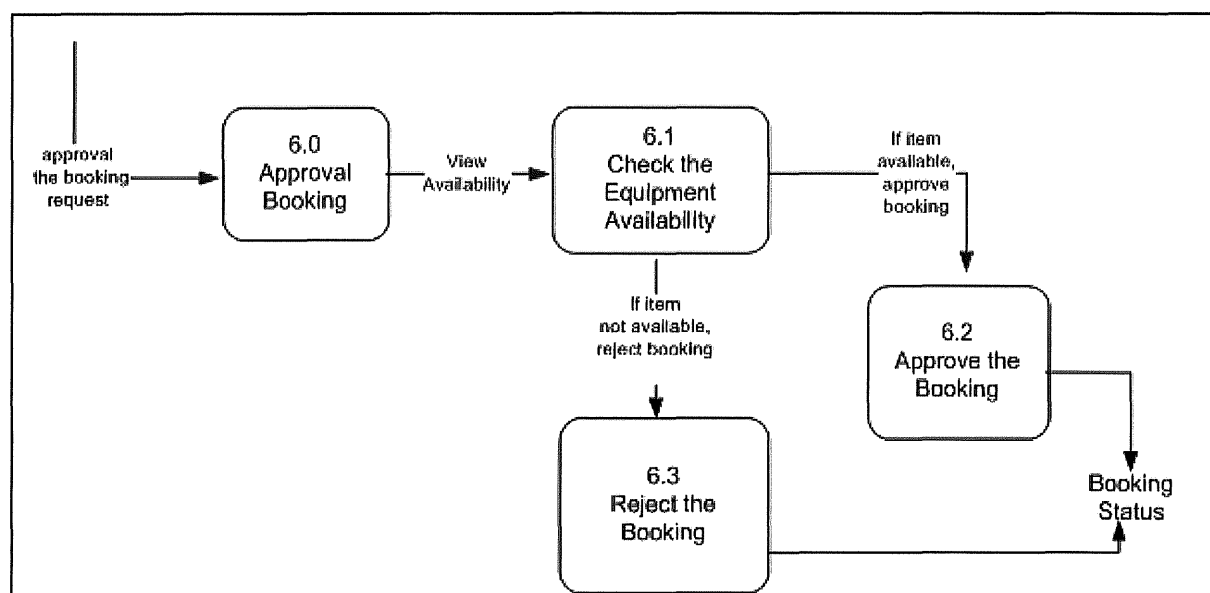 approval
the booking
request
6.0
Approval
Booking
View
Availability
6.1
Check the
Equipment
Availability
If item
available,
approve
booking
If item
not available,
reject booking
6.2
Approve the
Booking
6.3
Reject the
Booking
Booking
Status